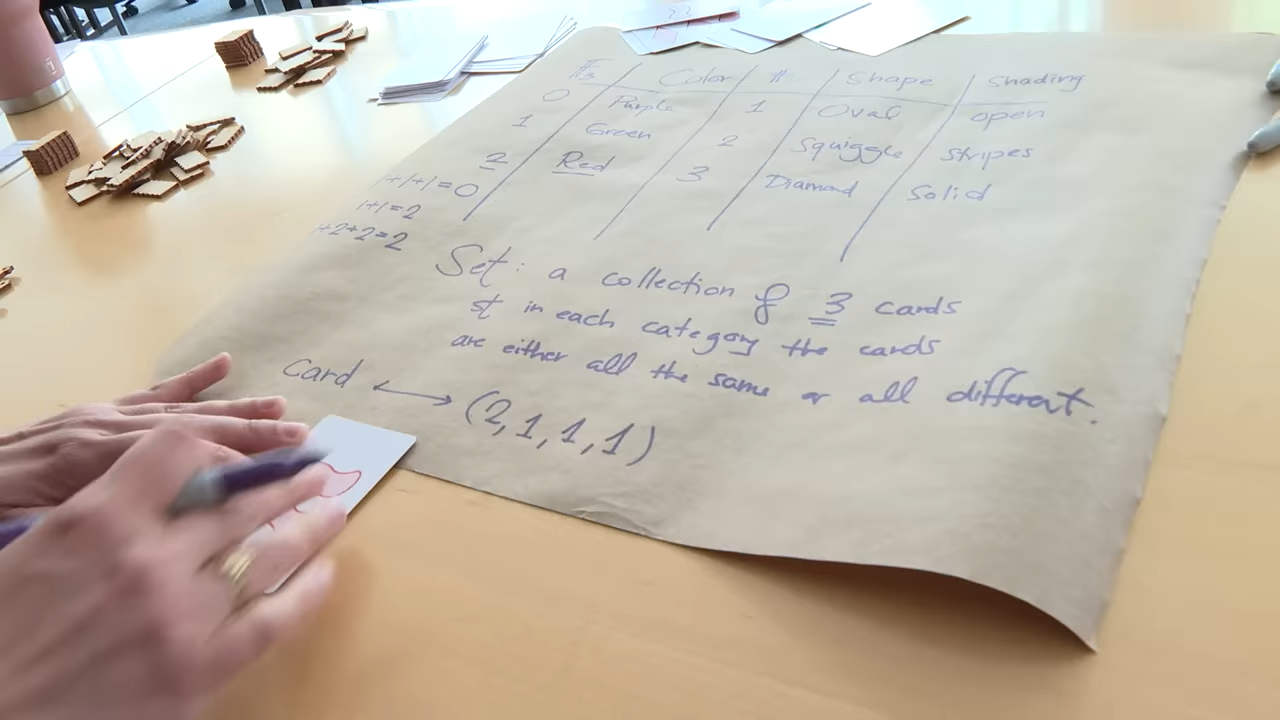 F₃ Color # Shape Shading
0 Purple 1 Oval open
1 Green 2 Squiggle stripes
2 Red 3 Diamond Solid
+1+1=0
1+1=2
+2+2=2
Set: a collection of 3 cards
st in each category the cards
are either all the same or all different.
Card ⟷ (2,1,1,1)